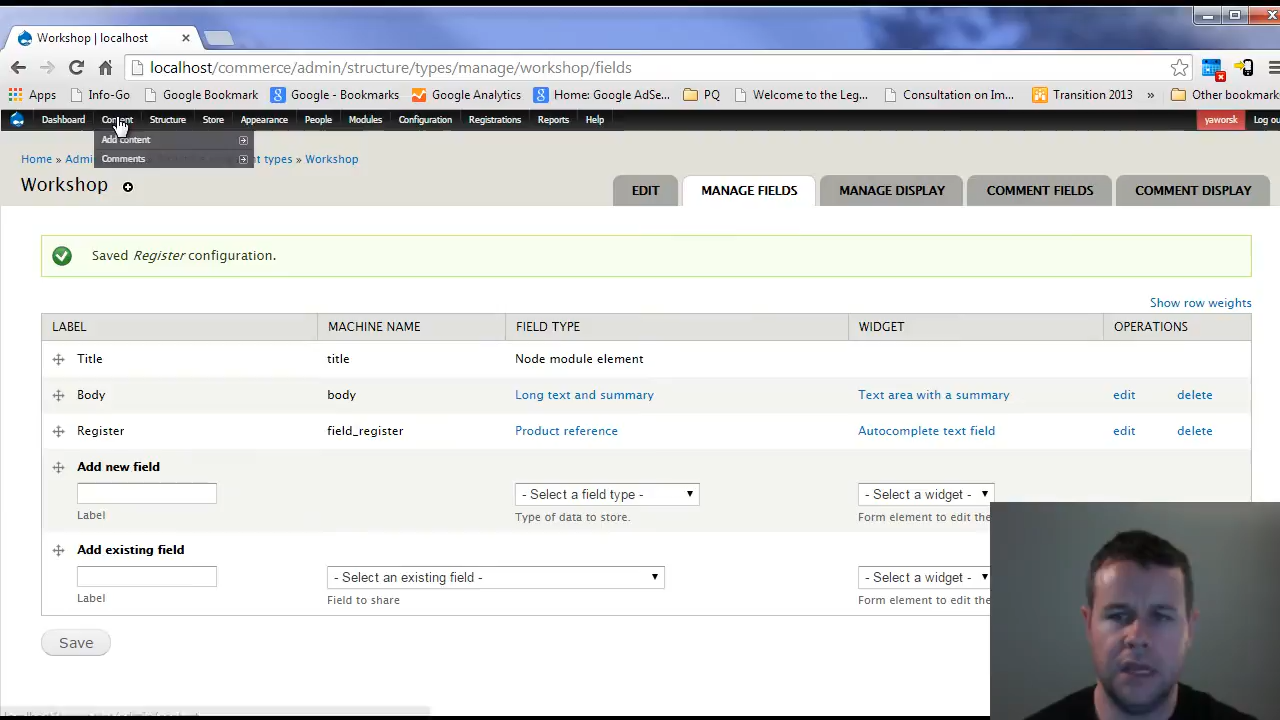 Workshop | localhost
localhost/commerce/admin/structure/types/manage/workshop/fields
Apps Info-Go Google Bookmark Google - Bookmarks Google Analytics Home: Google AdSe... PQ Welcome to the Leg... Consultation on Im... Transition 2013 » Other bookmark
Dashboard Content Structure Store Appearance People Modules Configuration Registrations Reports Help yaworsk Log ou
Add content
Comments
Home » Admi types » Workshop
Workshop
EDIT MANAGE FIELDS MANAGE DISPLAY COMMENT FIELDS COMMENT DISPLAY
Saved Register configuration.
Show row weights
LABEL MACHINE NAME FIELD TYPE WIDGET OPERATIONS
Title title Node module element
Body body Long text and summary Text area with a summary edit delete
Register field_register Product reference Autocomplete text field edit delete
Add new field
- Select a field type - - Select a widget -
Label Type of data to store. Form element to edit the
Add existing field
- Select an existing field - - Select a widget -
Label Field to share Form element to edit the
Save